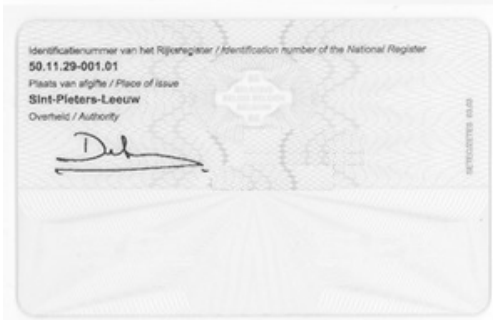 Identificatienummer van het Rijksregister / Identification number of the National Register
50.11.29-001.01
Plaats van afgifte / Place of issue
Sint-Pieters-Leeuw
Overheid / Authority